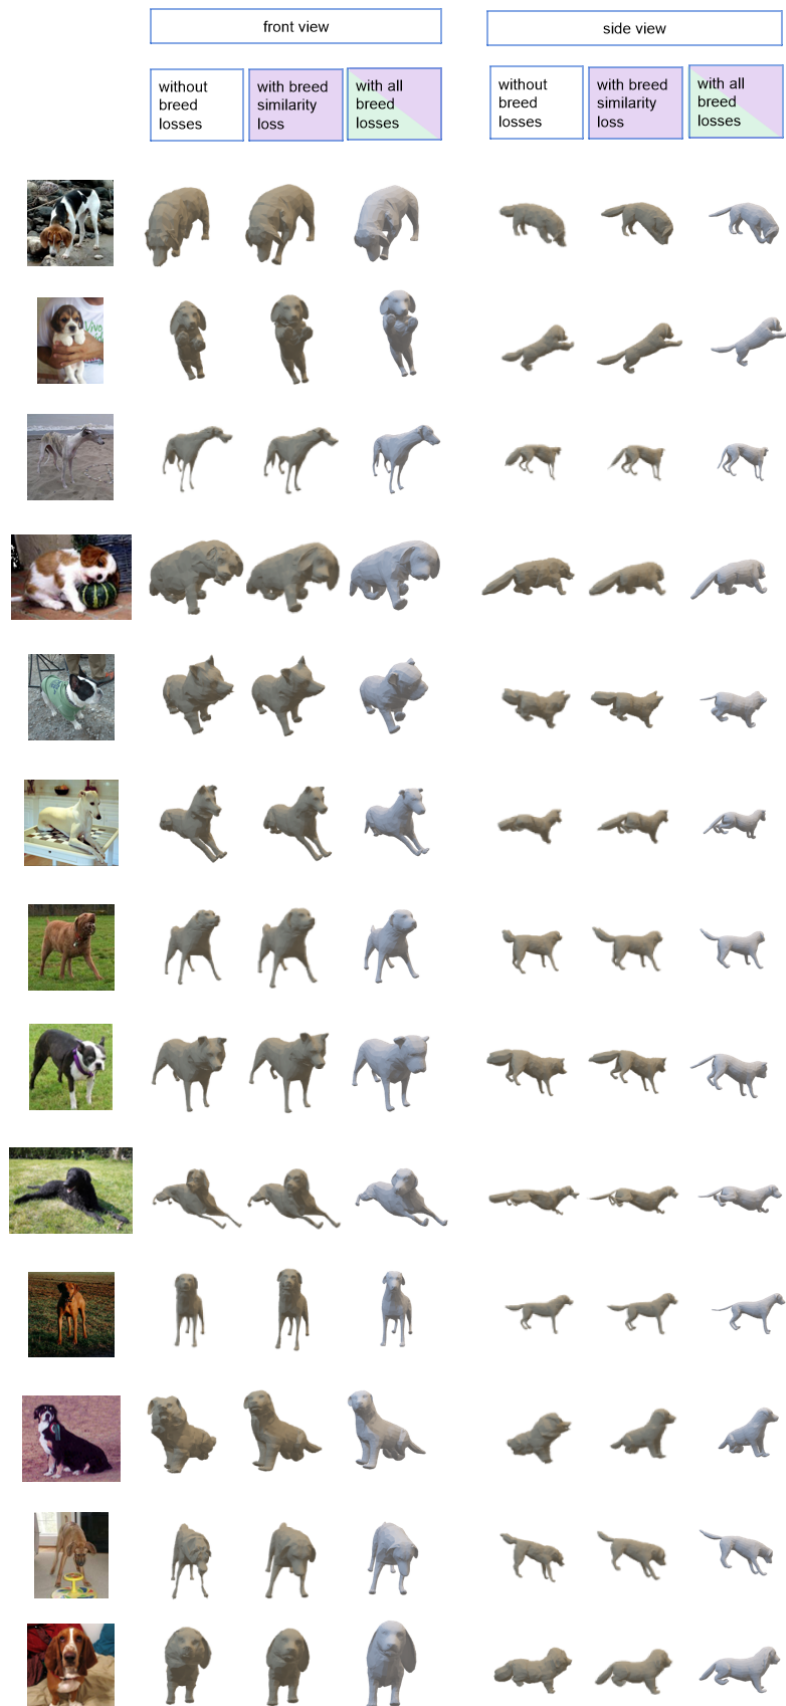 front view
side view
without
breed
losses
with breed
similarity
loss
with all
breed
losses
without
breed
losses
with breed
similarity
loss
with all
breed
losses